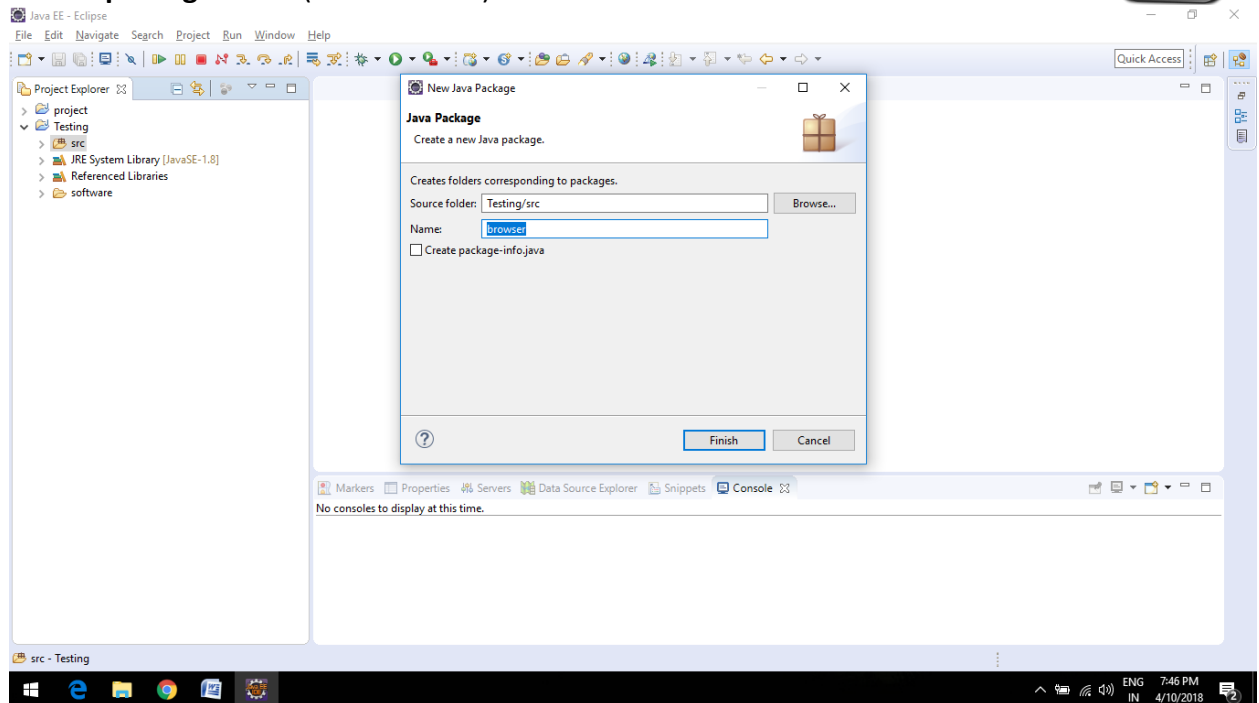 Java EE - Eclipse
File Edit Navigate Search Project Run Window Help
Quick Access
Project Explorer
project
Testing
src
JRE System Library [JavaSE-1.8]
Referenced Libraries
software
New Java Package
Java Package
Create a new Java package.
Creates folders corresponding to packages.
Source folder: Testing/src Browse...
Name: browser
Create package-info.java
? Finish Cancel
Markers Properties Servers Data Source Explorer Snippets Console
No consoles to display at this time.
src - Testing
ENG 7:46 PM
IN 4/10/2018
2